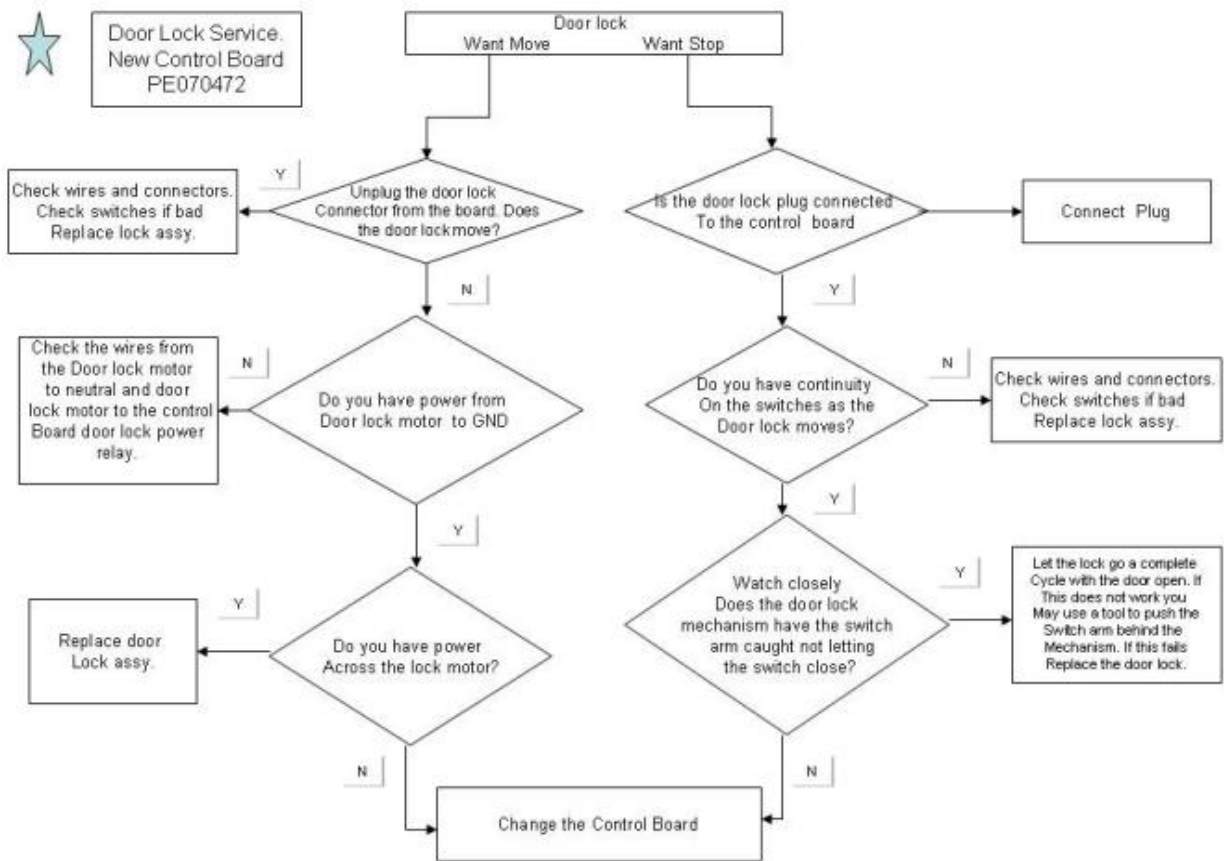 Door Lock Service.
New Control Board
PE070472
Door lock
Want Move Want Stop
Y
Check wires and connectors.
Check switches if bad
Replace lock assy.
Unplug the door lock
Connector from the board. Does
the door lock move?
Is the door lock plug connected
To the control board
Connect Plug
N
Y
Check the wires from
the Door lock motor
to neutral and door
lock motor to the control
Board door lock power
relay.
N
Do you have power from
Door lock motor to GND
Do you have continuity
On the switches as the
Door lock moves?
N
Check wires and connectors.
Check switches if bad
Replace lock assy.
Y
Y
Replace door
Lock assy.
Y
Do you have power
Across the lock motor?
Watch closely
Does the door lock
mechanism have the switch
arm caught not letting
the switch close?
Y
Let the lock go a complete
Cycle with the door open. If
This does not work you
May use a tool to push the
Switch arm behind the
Mechanism. If this fails
Replace the door lock.
N
N
Change the Control Board